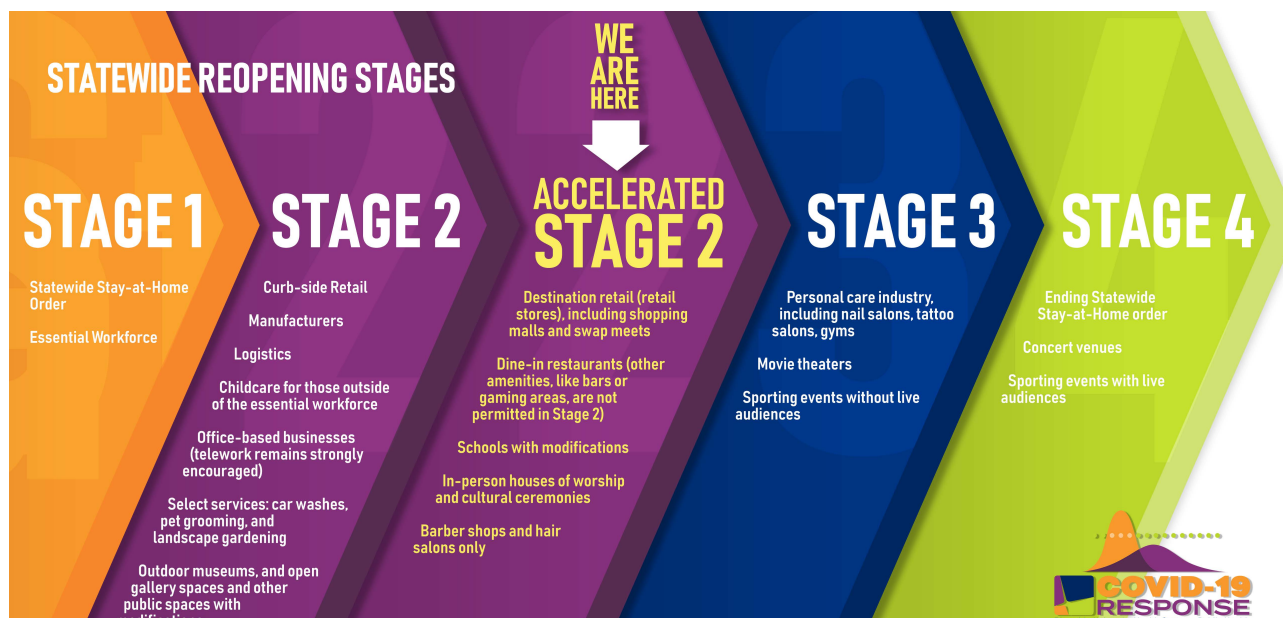 STATEWIDE REOPENING STAGES
WE
ARE
HERE
STAGE 1
Statewide Stay-at-Home
Order
Essential Workforce
STAGE 2
Curb-side Retail
Manufacturers
Logistics
Childcare for those outside
of the essential workforce
Office-based businesses
(telework remains strongly
encouraged)
Select services: car washes,
pet grooming, and
landscape gardening
Outdoor museums, and open
gallery spaces and other
public spaces with
ACCELERATED
STAGE 2
Destination retail (retail
stores), including shopping
malls and swap meets
Dine-in restaurants (other
amenities, like bars or
gaming areas, are not
permitted in Stage 2)
Schools with modifications
In-person houses of worship
and cultural ceremonies
Barber shops and hair
salons only
STAGE 3
Personal care industry,
including nail salons, tattoo
salons, gyms
Movie theaters
Sporting events without live
audiences
STAGE 4
Ending Statewide
Stay-at-Home order
Concert venues
Sporting events with live
audiences
COVID-19
RESPONSE